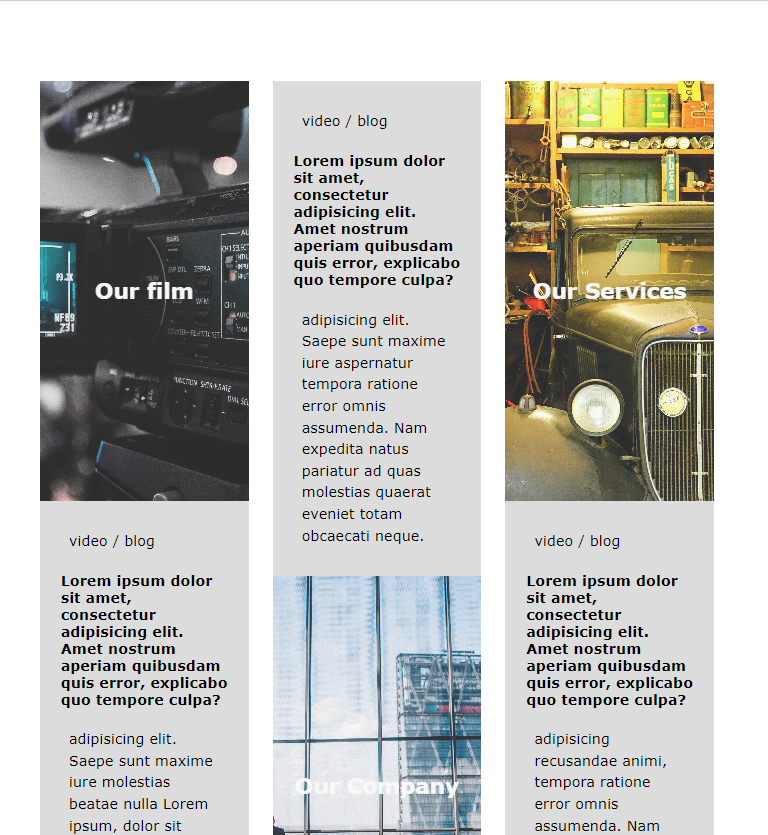 BARS
ZEBRA
CH1
FUNCTION
Our film
video / blog
Lorem ipsum dolor
sit amet,
consectetur
adipisicing elit.
Amet nostrum
aperiam quibusdam
quis error, explicabo
quo tempore culpa?
adipisicing elit.
Saepe sunt maxime
iure molestias
beatae nulla Lorem
ipsum, dolor sit
video / blog
Lorem ipsum dolor
sit amet,
consectetur
adipisicing elit.
Amet nostrum
aperiam quibusdam
quis error, explicabo
quo tempore culpa?
adipisicing elit.
Saepe sunt maxime
iure aspernatur
tempora ratione
error omnis
assumenda. Nam
expedita natus
pariatur ad quas
molestias quaerat
eveniet totam
obcaecati neque.
Our Company
Our Services
video / blog
Lorem ipsum dolor
sit amet,
consectetur
adipisicing elit.
Amet nostrum
aperiam quibusdam
quis error, explicabo
quo tempore culpa?
adipisicing
recusandae animi,
tempora ratione
error omnis
assumenda. Nam